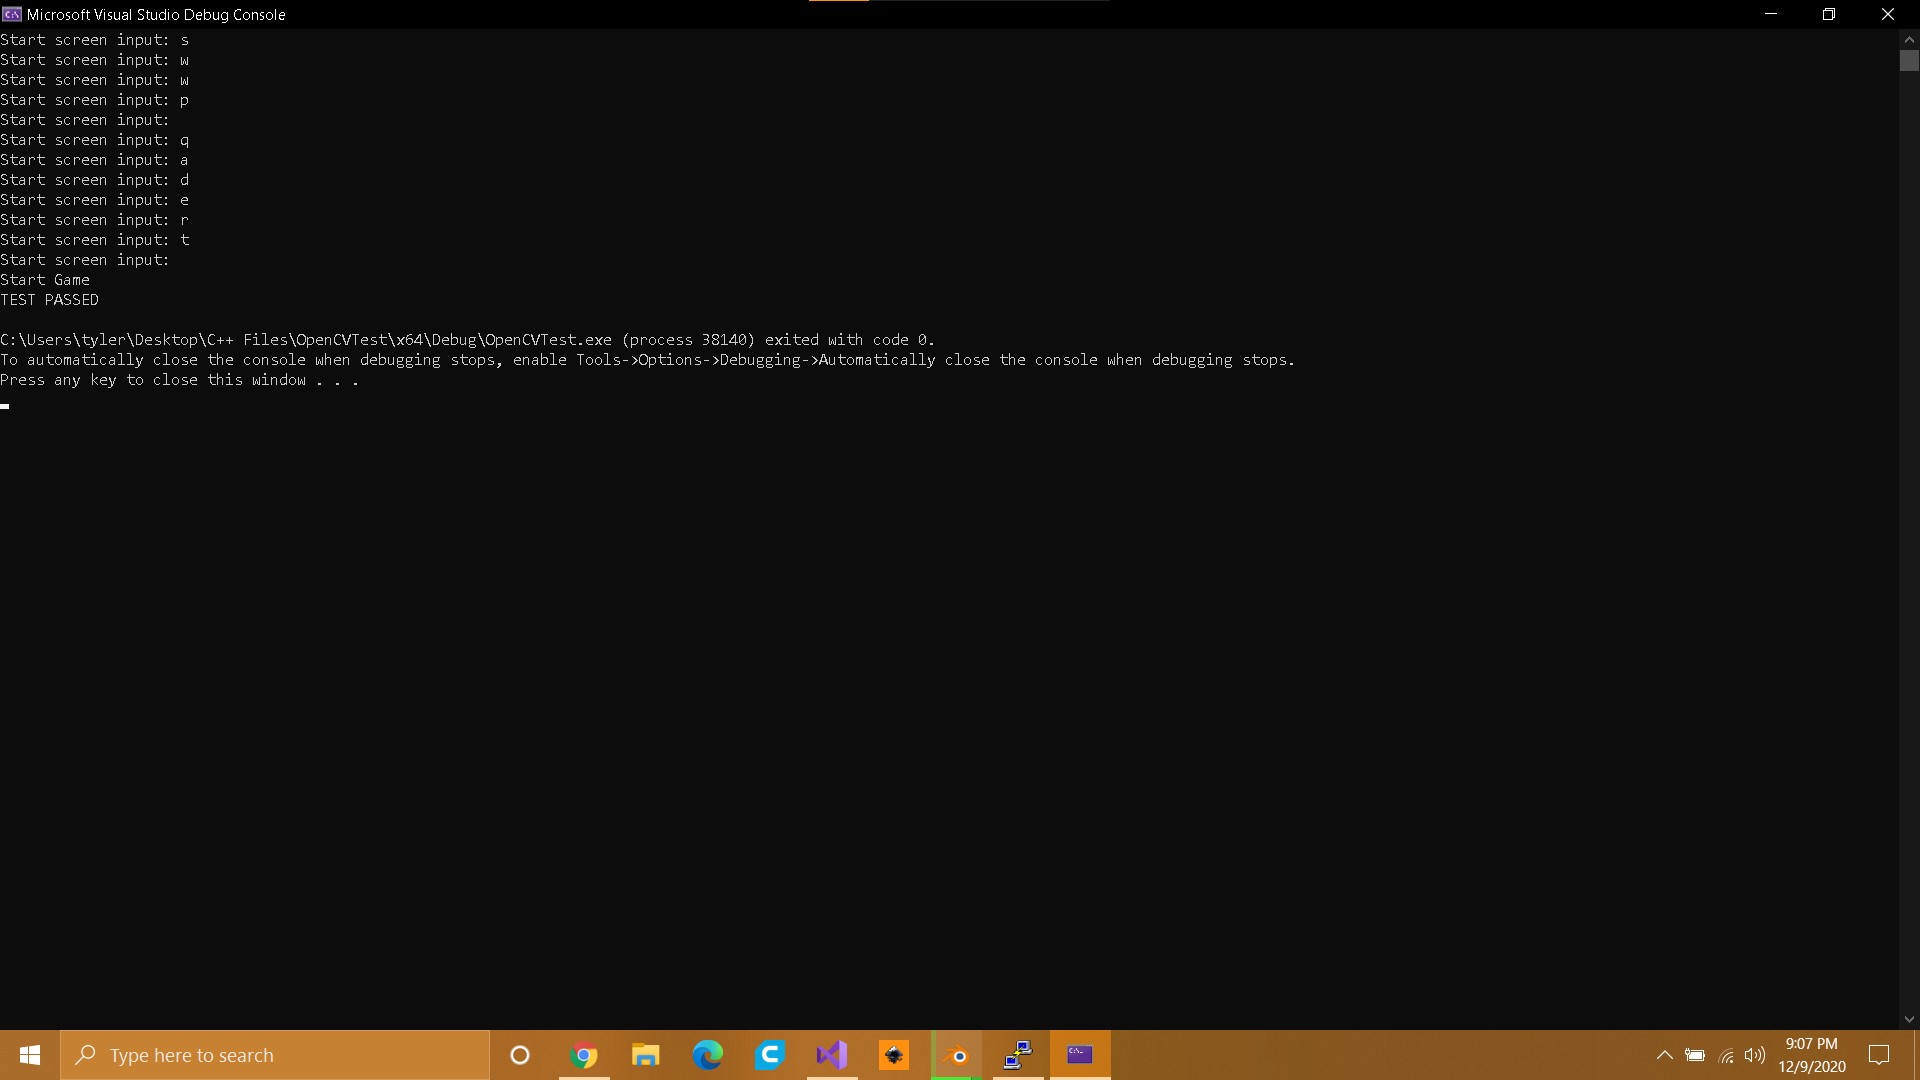 Microsoft Visual Studio Debug Console
Start screen input: s
Start screen input: w
Start screen input: w
Start screen input: p
Start screen input:
Start screen input: q
Start screen input: a
Start screen input: d
Start screen input: e
Start screen input: r
Start screen input: t
Start screen input:
Start Game
TEST PASSED
C:\Users\tyler\Desktop\C++ Files\OpenCVTest\x64\Debug\OpenCVTest.exe (process 38140) exited with code 0.
To automatically close the console when debugging stops, enable Tools->Options->Debugging->Automatically close the console when debugging stops.
Press any key to close this window . . .
Type here to search
9:07 PM
12/9/2020